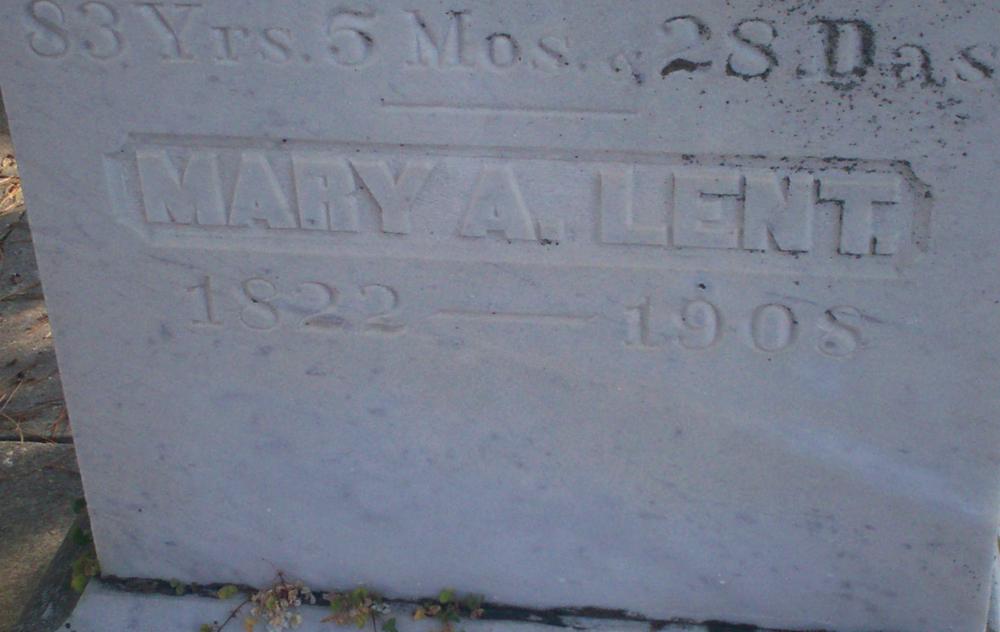 83 Yrs. 5 Mos. & 28 Das
MARY A. LENT.
1822 — 1908